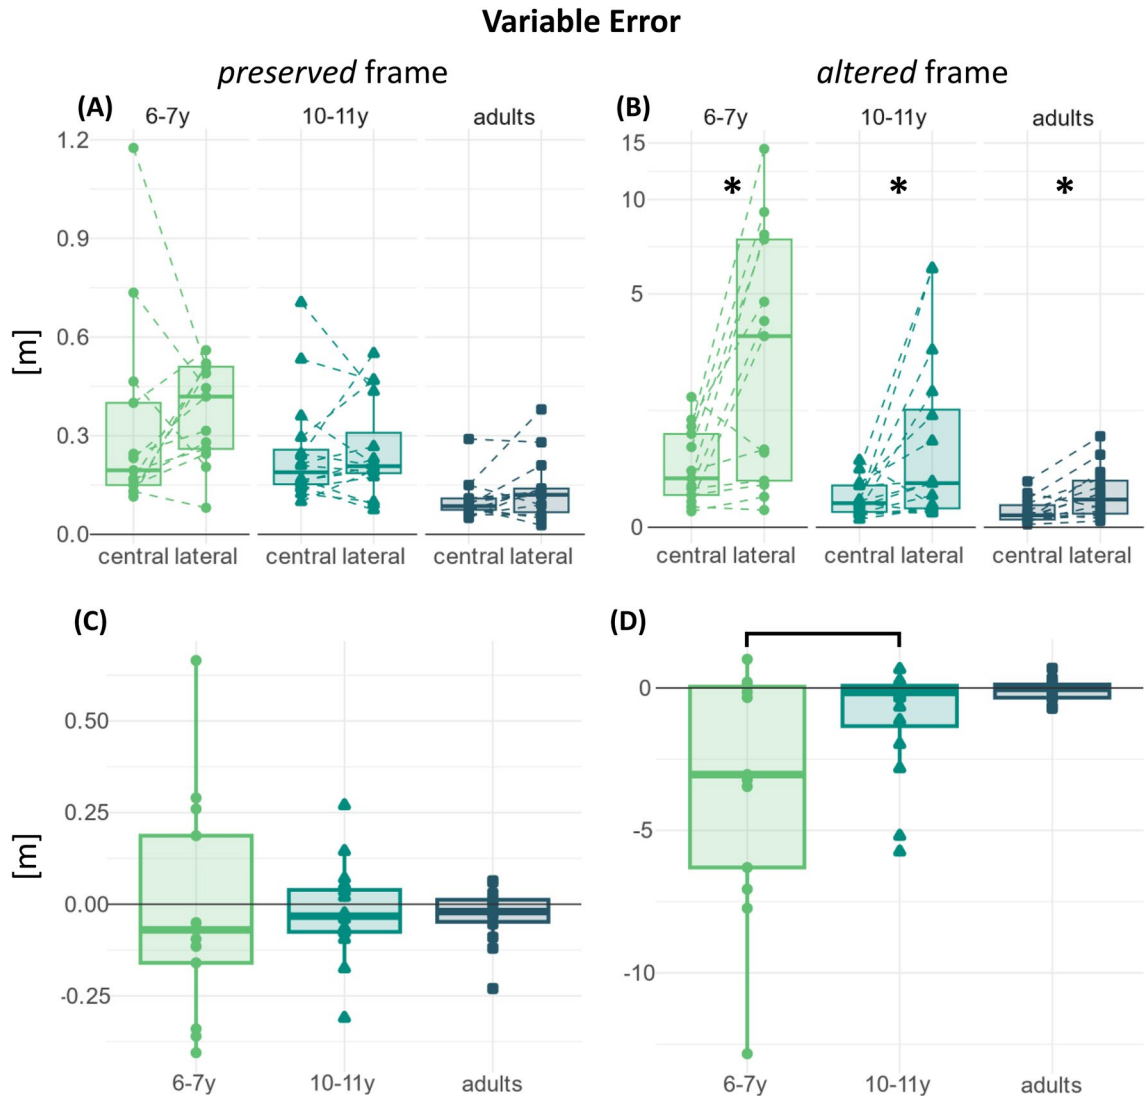 Variable Error
preserved frame
altered frame
(A)
6-7y
10-11y
adults
1.2
0.9
0.6
0.3
0.0
[m]
central lateral
central lateral
central lateral
(B)
6-7y
10-11y
adults
15
10
5
0
*
*
*
central lateral
central lateral
central lateral
(C)
0.50
0.25
0.00
-0.25
[m]
6-7y
10-11y
adults
(D)
0
-5
-10
6-7y
10-11y
adults